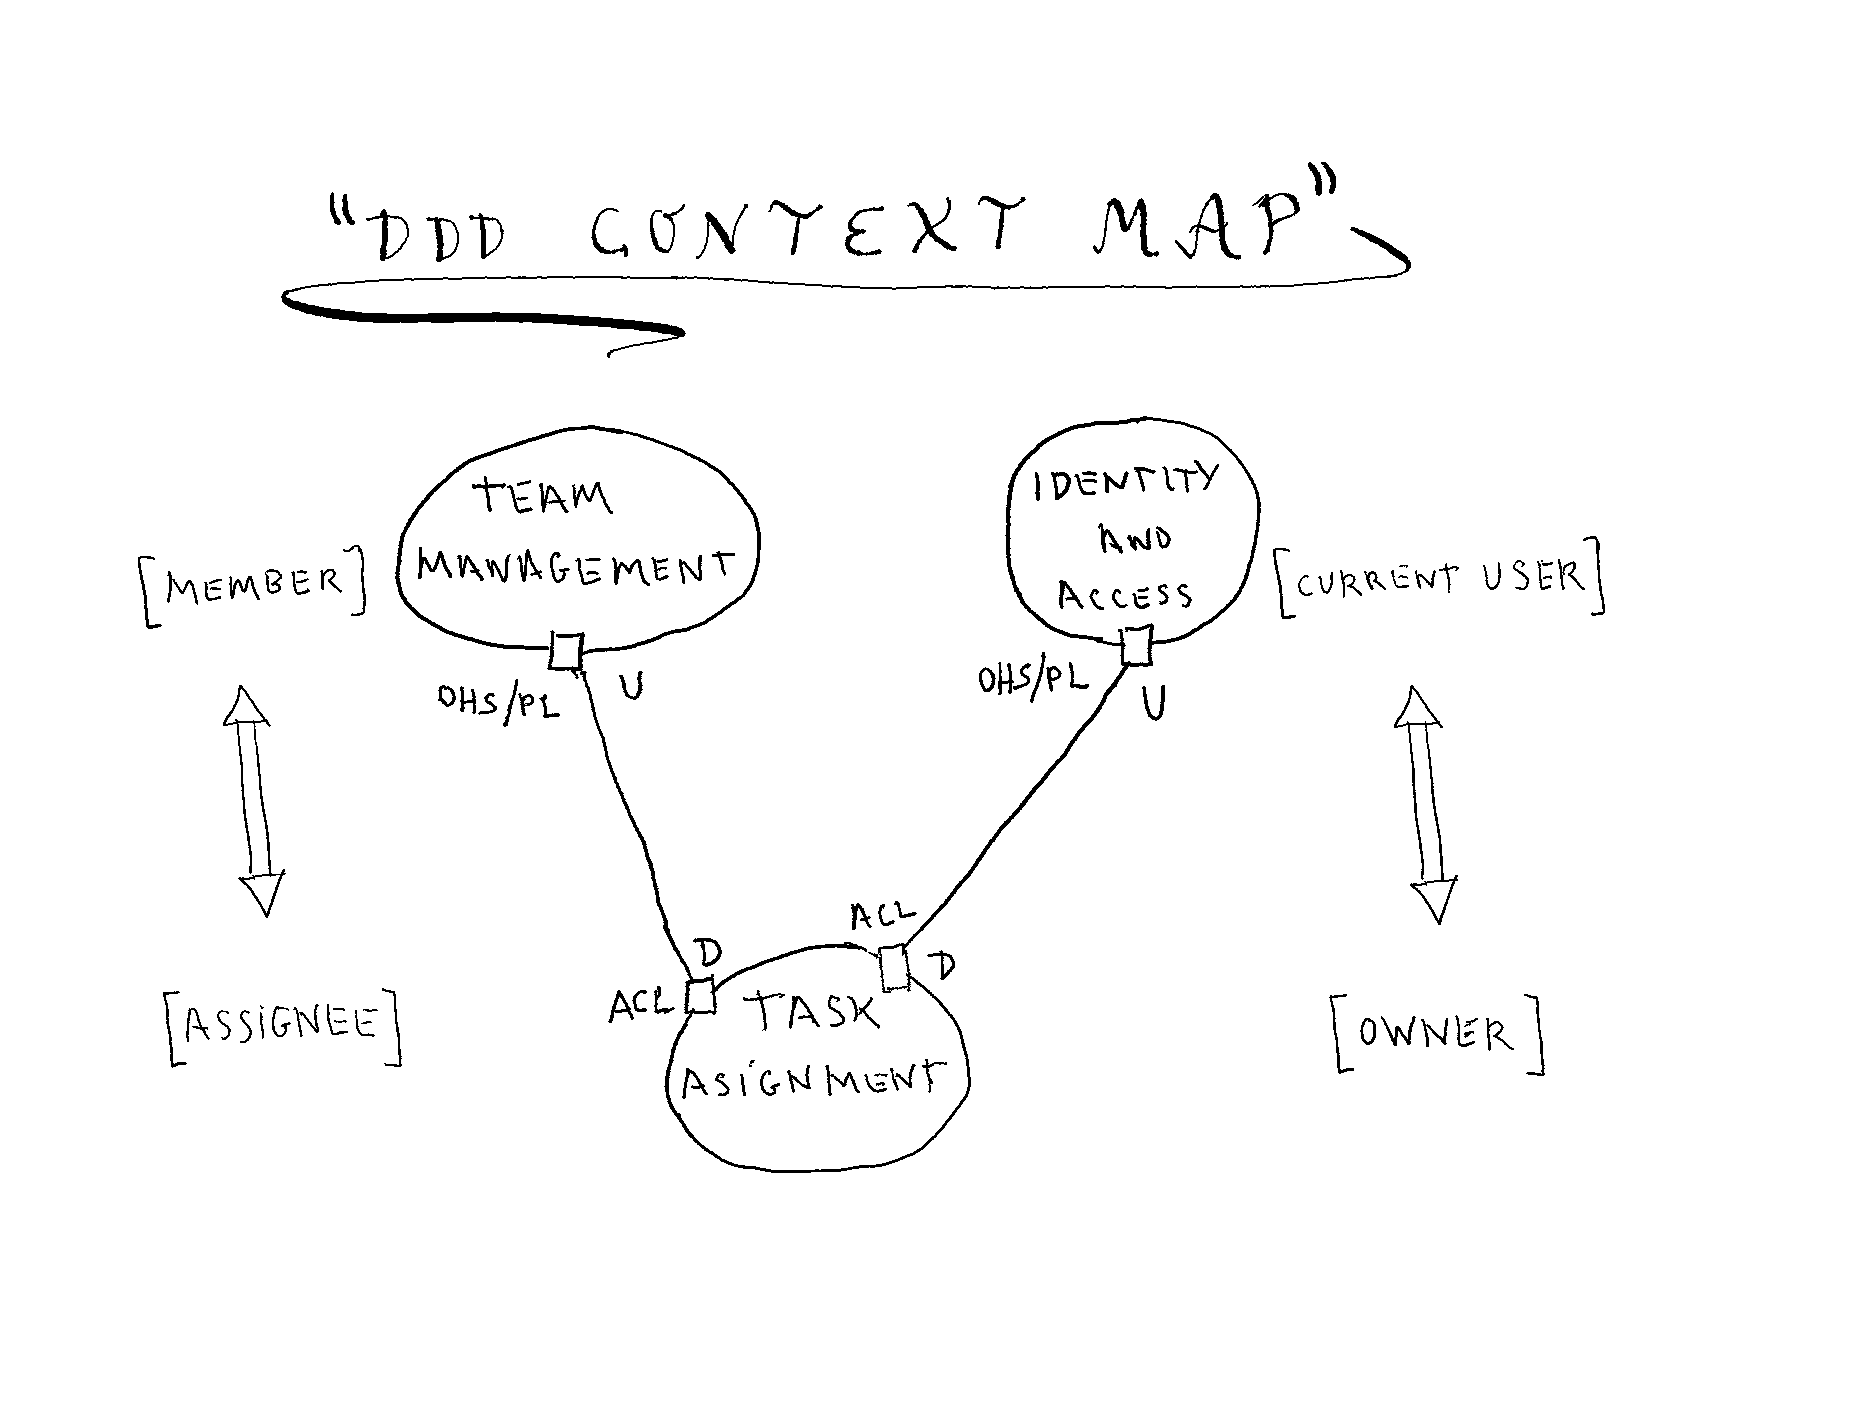 "DDD CONTEXT MAP"
TEAM
MANAGEMENT
IDENTITY
AND
ACCESS
[MEMBER]
[CURRENT USER]
OHS/PL
U
OHS/PL
U
ACL
D
D
ACL
TASK
ASIGNMENT
[ASSIGNEE]
[OWNER]